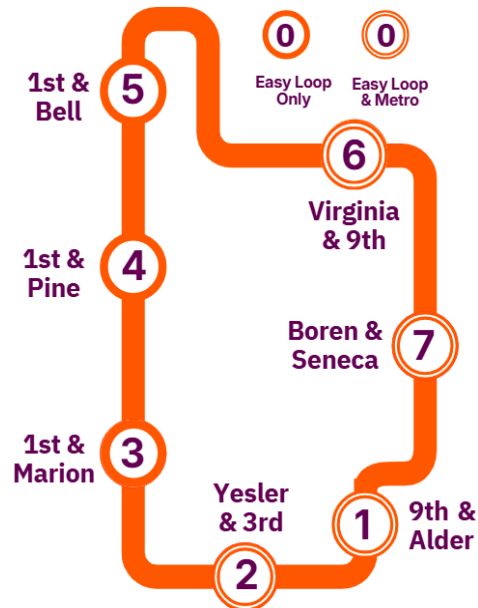 0
0
Easy Loop
Only
Easy Loop
& Metro
1st &
Bell
5
6
Virginia
& 9th
1st &
Pine
4
Boren &
Seneca
7
1st &
Marion
3
Yesler
& 3rd
2
1
9th &
Alder